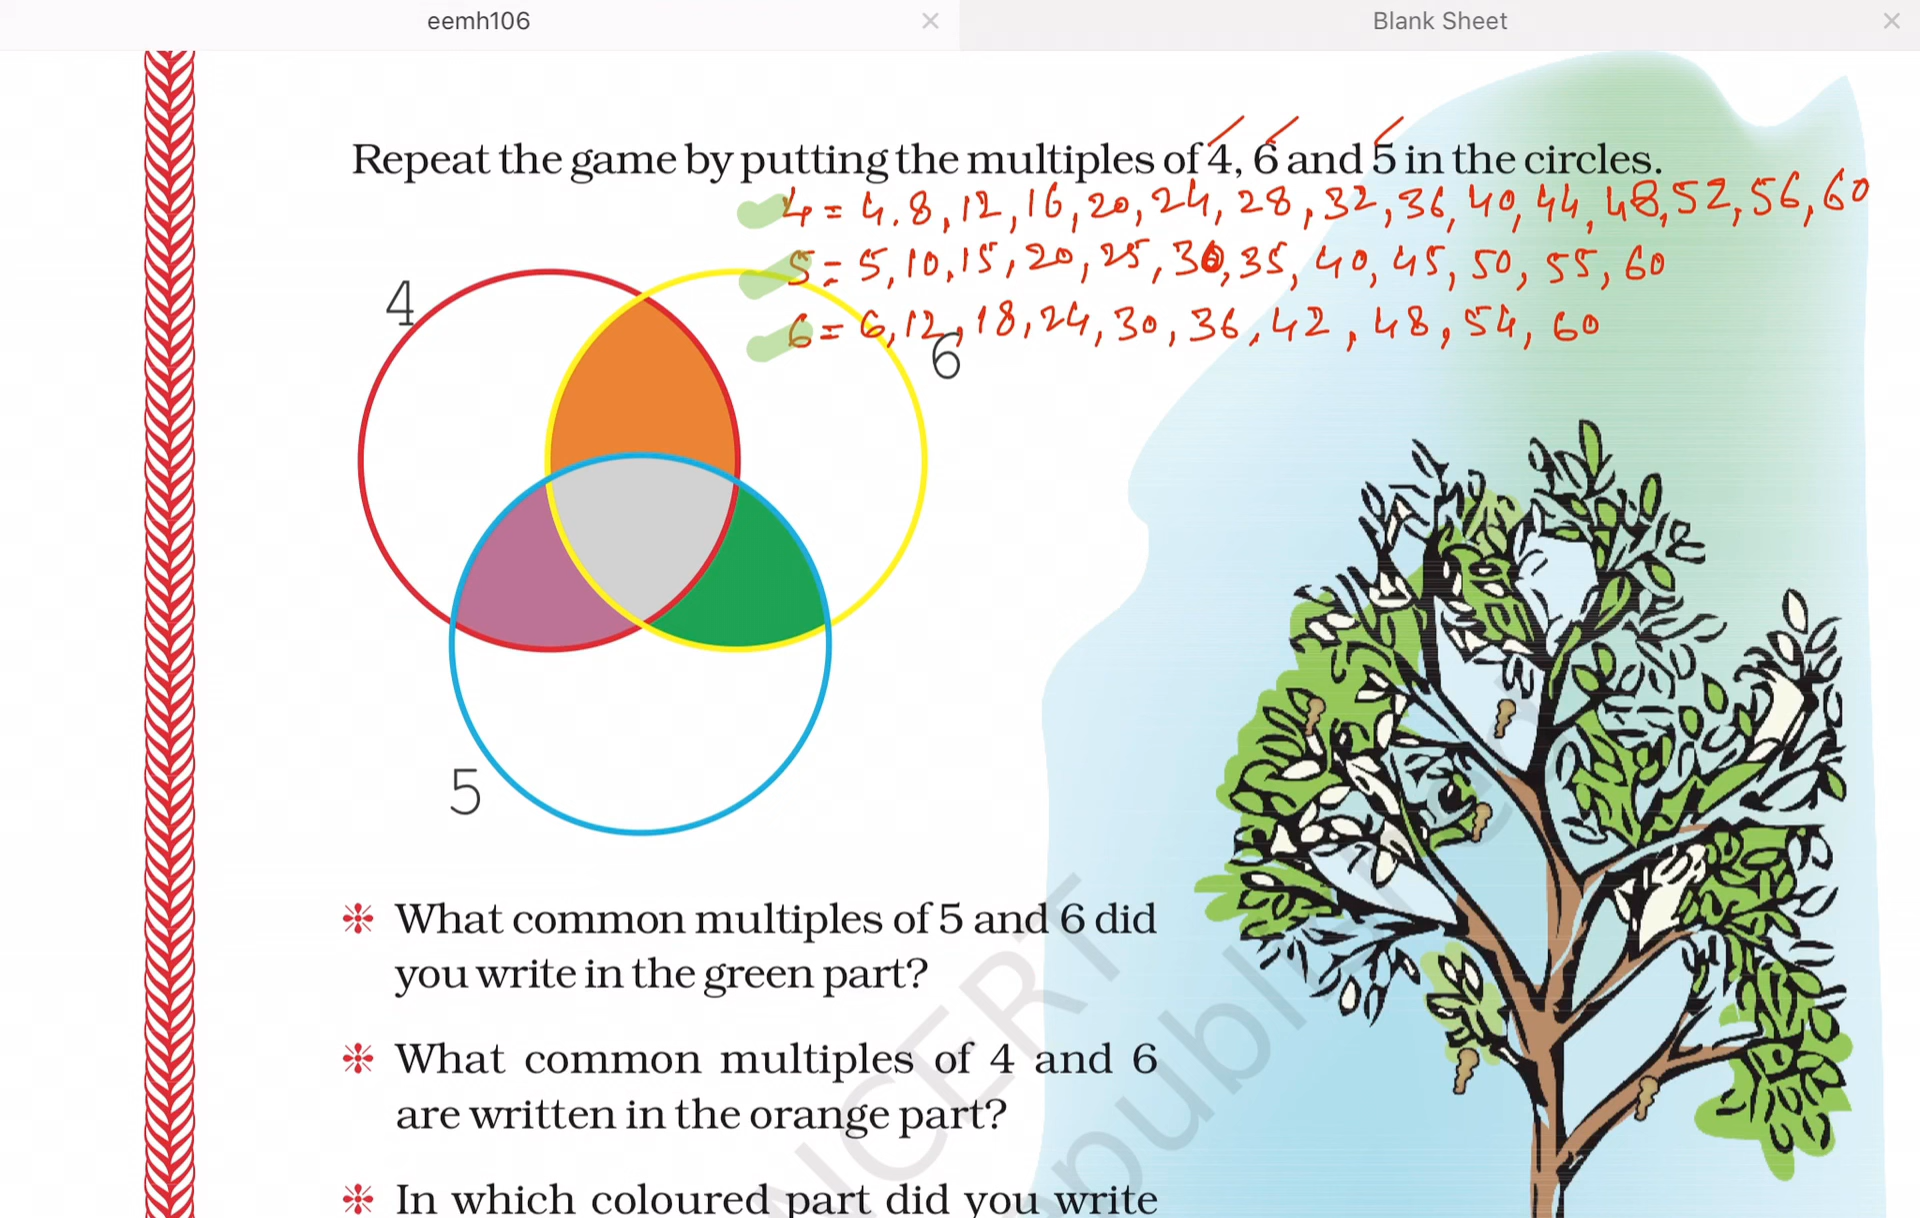 eemh106
Blank Sheet
Repeat the game by putting the multiples of 4, 6 and 5 in the circles.
4 = 4.8,12,16,20,24,28,32,36,40,44,48,52,56,60
5 = 5,10,15,20,25,30,35,40,45,50,55,60
6 = 6,12,18,24,30,36,42,48,54,60
4
6
5
What common multiples of 5 and 6 did
you write in the green part?
What common multiples of 4 and 6
are written in the orange part?
In which coloured part did you write
NCERT
republished